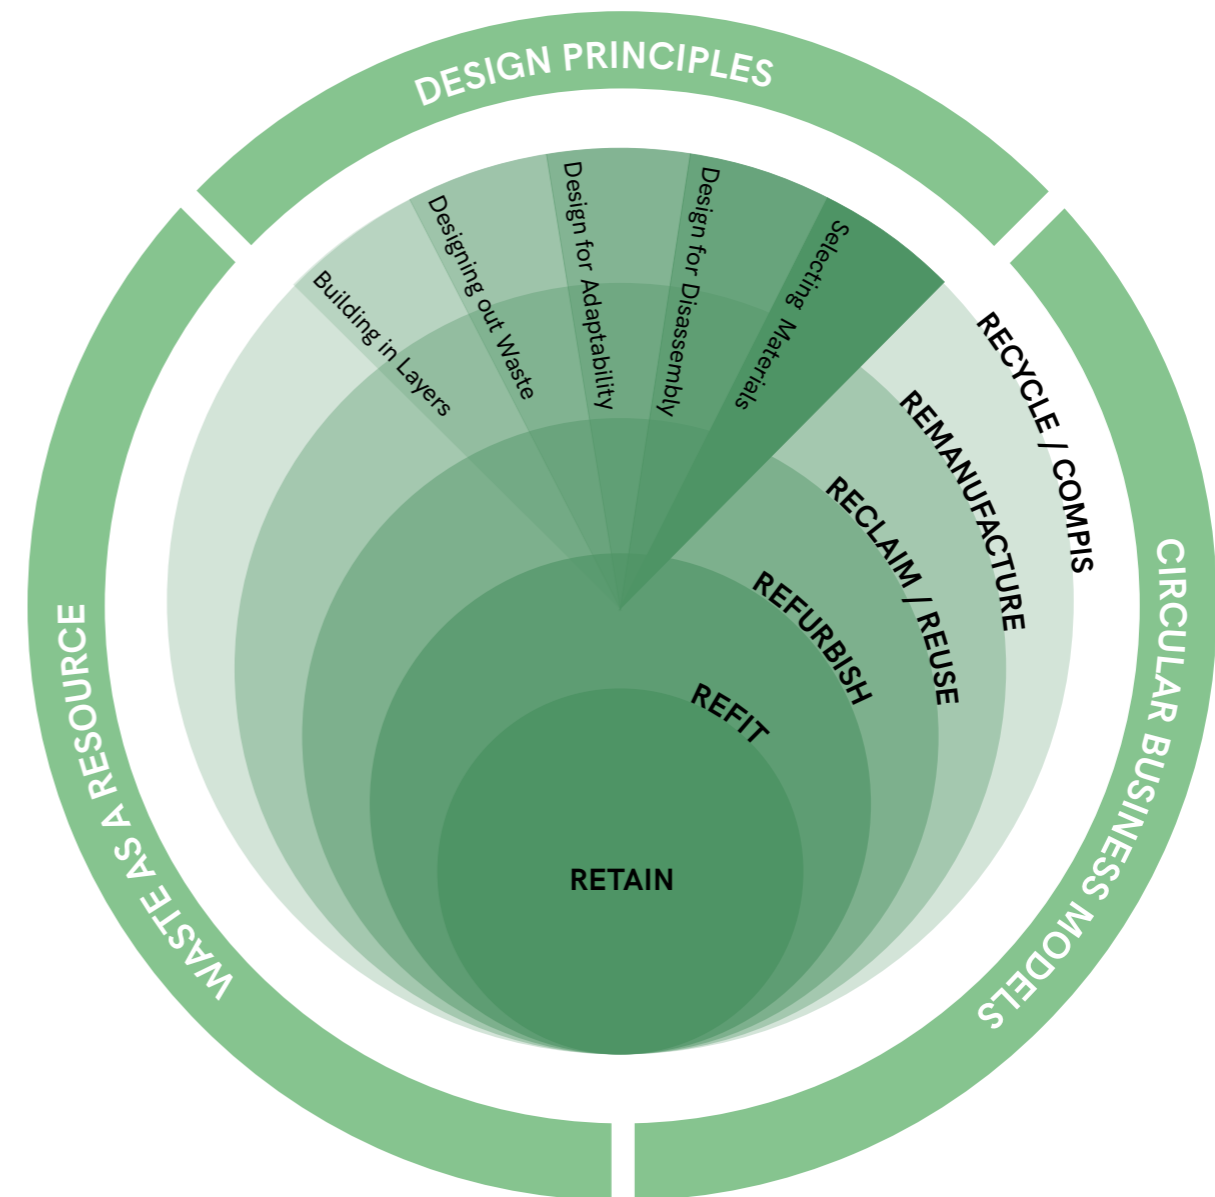 DESIGN PRINCIPLES
Building in Layers
Designing out Waste
Design for Adaptability
Design for Disassembly
Selecting Materials
RECYCLE / COMPIS
REMANUFACTURE
RECLAIM / REUSE
REFURBISH
REFIT
RETAIN
WASTE AS A RESOURCE
CIRCULAR BUSINESS MODELS